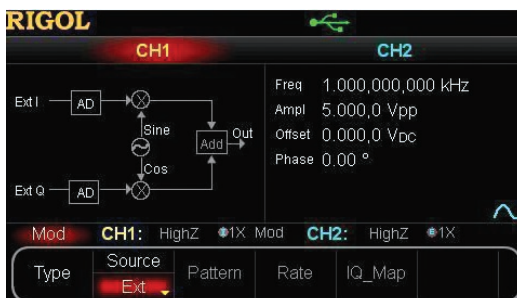 RIGOL
CH1 CH2
Freq 1.000,000,000 kHz
Ampl 5.000,0 Vpp
Offset 0.000,0 VDC
Phase 0.00 °
Ext I AD
Sine
Add Out
Cos
Ext Q AD
Mod CH1: HighZ 1X Mod CH2: HighZ 1X
Type Source Pattern Rate IQ_Map
Ext